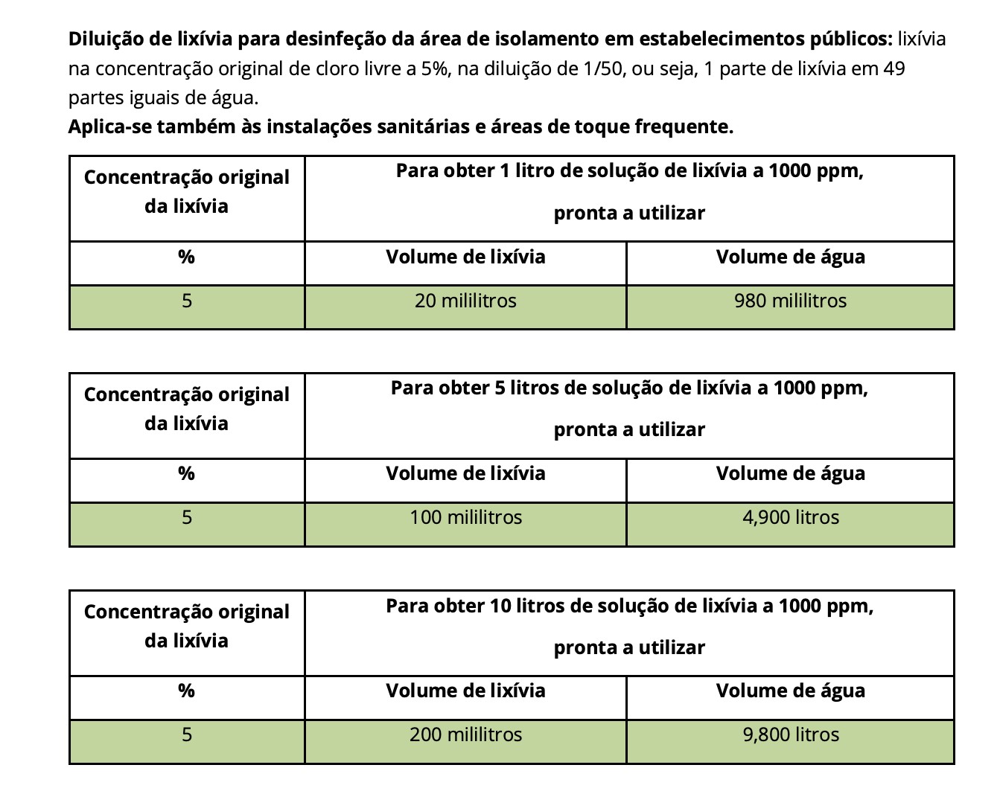 Diluição de lixívia para desinfeção da área de isolamento em estabelecimentos públicos: lixívia
na concentração original de cloro livre a 5%, na diluição de 1/50, ou seja, 1 parte de lixívia em 49
partes iguais de água.
Aplica-se também às instalações sanitárias e áreas de toque frequente.
Concentração original
da lixívia
Para obter 1 litro de solução de lixívia a 1000 ppm,
pronta a utilizar
%
Volume de lixívia
Volume de água
5
20 mililitros
980 mililitros
Concentração original
da lixívia
Para obter 5 litros de solução de lixívia a 1000 ppm,
pronta a utilizar
%
Volume de lixívia
Volume de água
5
100 mililitros
4,900 litros
Concentração original
da lixívia
Para obter 10 litros de solução de lixívia a 1000 ppm,
pronta a utilizar
%
Volume de lixívia
Volume de água
5
200 mililitros
9,800 litros